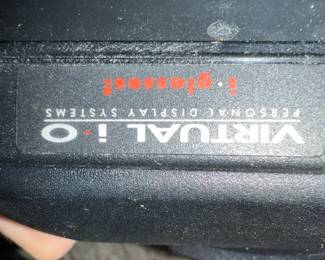 VIRTUAL i·O
PERSONAL DISPLAY SYSTEMS
i·glasses!